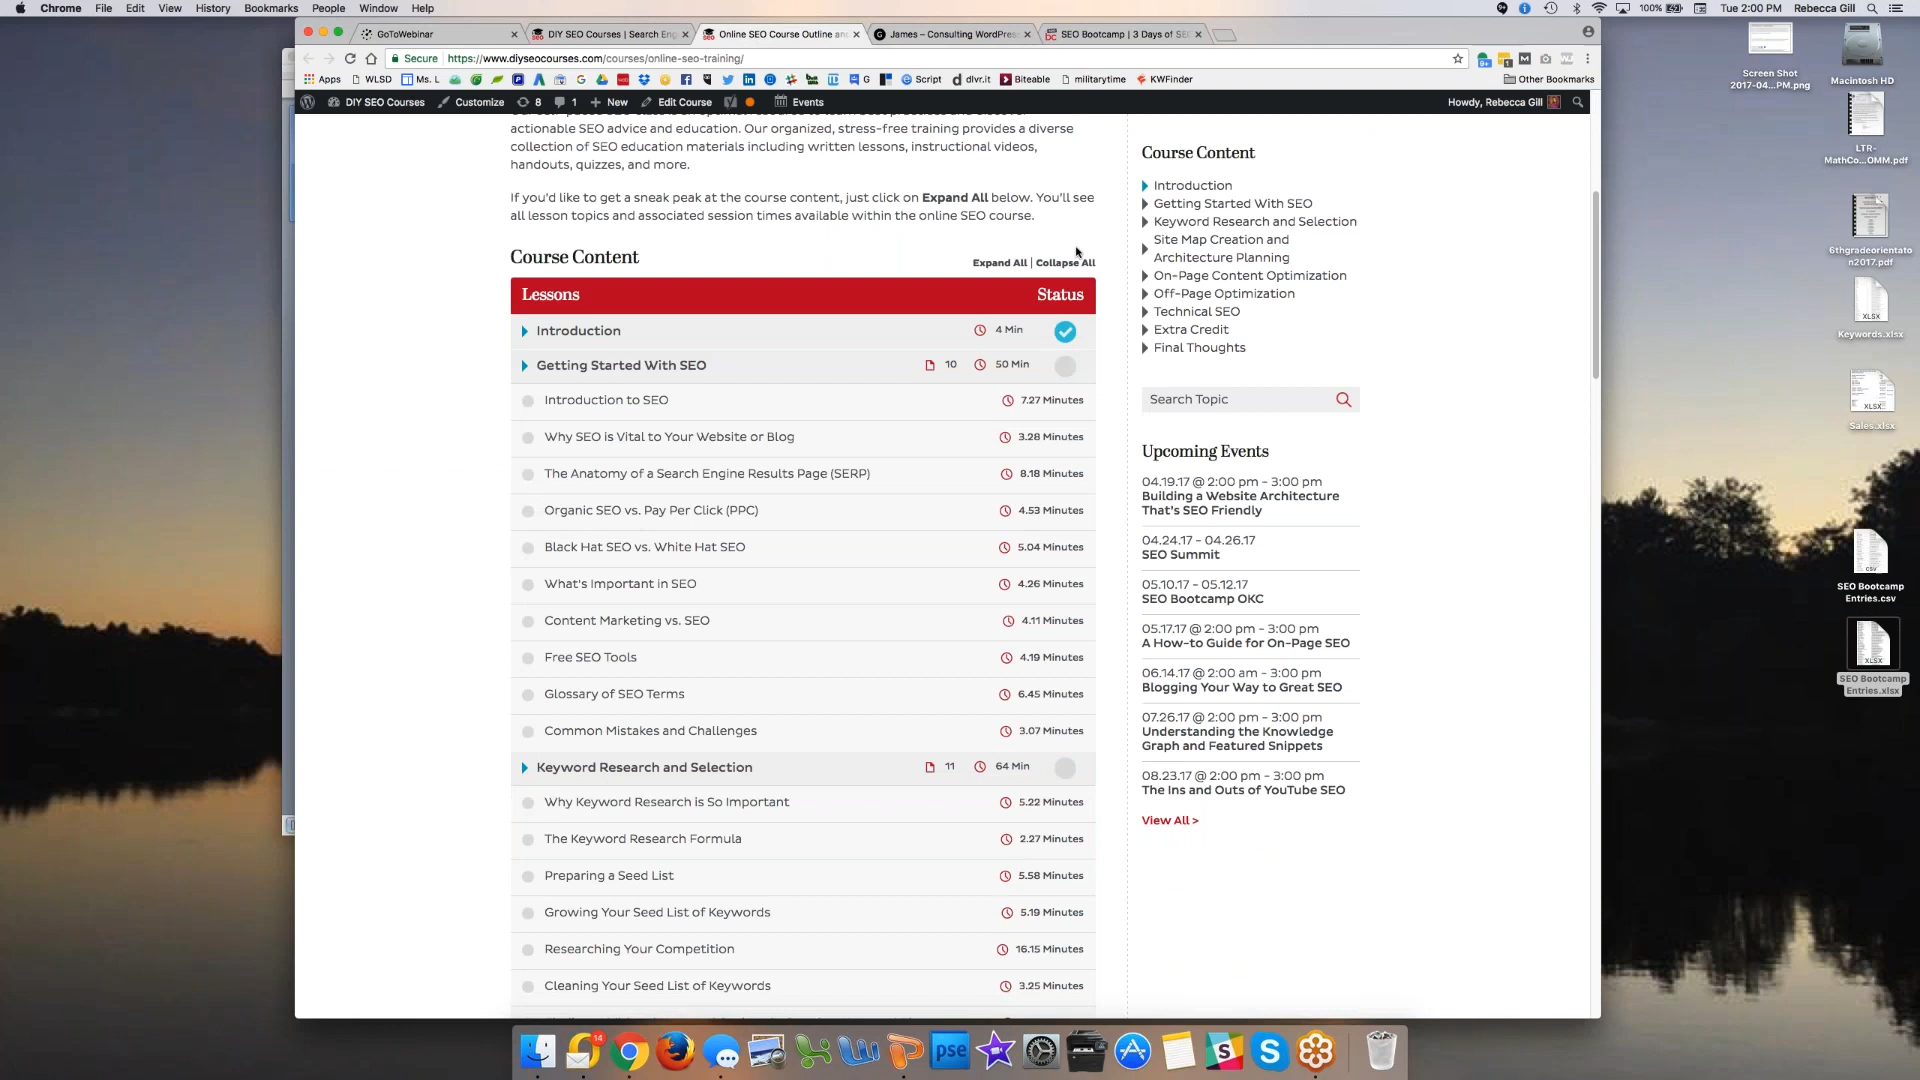 Chrome File Edit View History Bookmarks People Window Help
100% Tue 2:00 PM Rebecca Gill
GoToWebinar
DIY SEO Courses | Search Eng
Online SEO Course Outline and
James – Consulting WordPress
SEO Bootcamp | 3 Days of SE
Secure https://www.diyseocourses.com/courses/online-seo-training/
Apps WLSD Ms. L G Script dlvr.it Biteable militarytime KWFinder Other Bookmarks
DIY SEO Courses Customize 8 1 New Edit Course Events Howdy, Rebecca Gill
actionable SEO advice and education. Our organized, stress-free training provides a diverse
collection of SEO education materials including written lessons, instructional videos,
handouts, quizzes, and more.
If you'd like to get a sneak peak at the course content, just click on Expand All below. You'll see
all lesson topics and associated session times available within the online SEO course.
Course Content
Expand All | Collapse All
Lessons Status
Introduction 4 Min
Getting Started With SEO 10 50 Min
Introduction to SEO 7.27 Minutes
Why SEO is Vital to Your Website or Blog 3.28 Minutes
The Anatomy of a Search Engine Results Page (SERP) 8.18 Minutes
Organic SEO vs. Pay Per Click (PPC) 4.53 Minutes
Black Hat SEO vs. White Hat SEO 5.04 Minutes
What's Important in SEO 4.26 Minutes
Content Marketing vs. SEO 4.11 Minutes
Free SEO Tools 4.19 Minutes
Glossary of SEO Terms 6.45 Minutes
Common Mistakes and Challenges 3.07 Minutes
Keyword Research and Selection 11 64 Min
Why Keyword Research is So Important 5.22 Minutes
The Keyword Research Formula 2.27 Minutes
Preparing a Seed List 5.58 Minutes
Growing Your Seed List of Keywords 5.19 Minutes
Researching Your Competition 16.15 Minutes
Cleaning Your Seed List of Keywords 3.25 Minutes
Course Content
Introduction
Getting Started With SEO
Keyword Research and Selection
Site Map Creation and
Architecture Planning
On-Page Content Optimization
Off-Page Optimization
Technical SEO
Extra Credit
Final Thoughts
Search Topic
Upcoming Events
04.19.17 @ 2:00 pm - 3:00 pm
Building a Website Architecture
That's SEO Friendly
04.24.17 - 04.26.17
SEO Summit
05.10.17 - 05.12.17
SEO Bootcamp OKC
05.17.17 @ 2:00 pm - 3:00 pm
A How-to Guide for On-Page SEO
06.14.17 @ 2:00 am - 3:00 pm
Blogging Your Way to Great SEO
07.26.17 @ 2:00 pm - 3:00 pm
Understanding the Knowledge
Graph and Featured Snippets
08.23.17 @ 2:00 pm - 3:00 pm
The Ins and Outs of YouTube SEO
View All >
Screen Shot
2017-04...PM.png
Macintosh HD
LTR-
MathCo...OMM.pdf
6thgradeorientato
n2017.pdf
XLSX
Keywords.xlsx
XLSX
Sales.xlsx
CSV
SEO Bootcamp
Entries.csv
XLSX
SEO Bootcamp
Entries.xlsx
14
pse